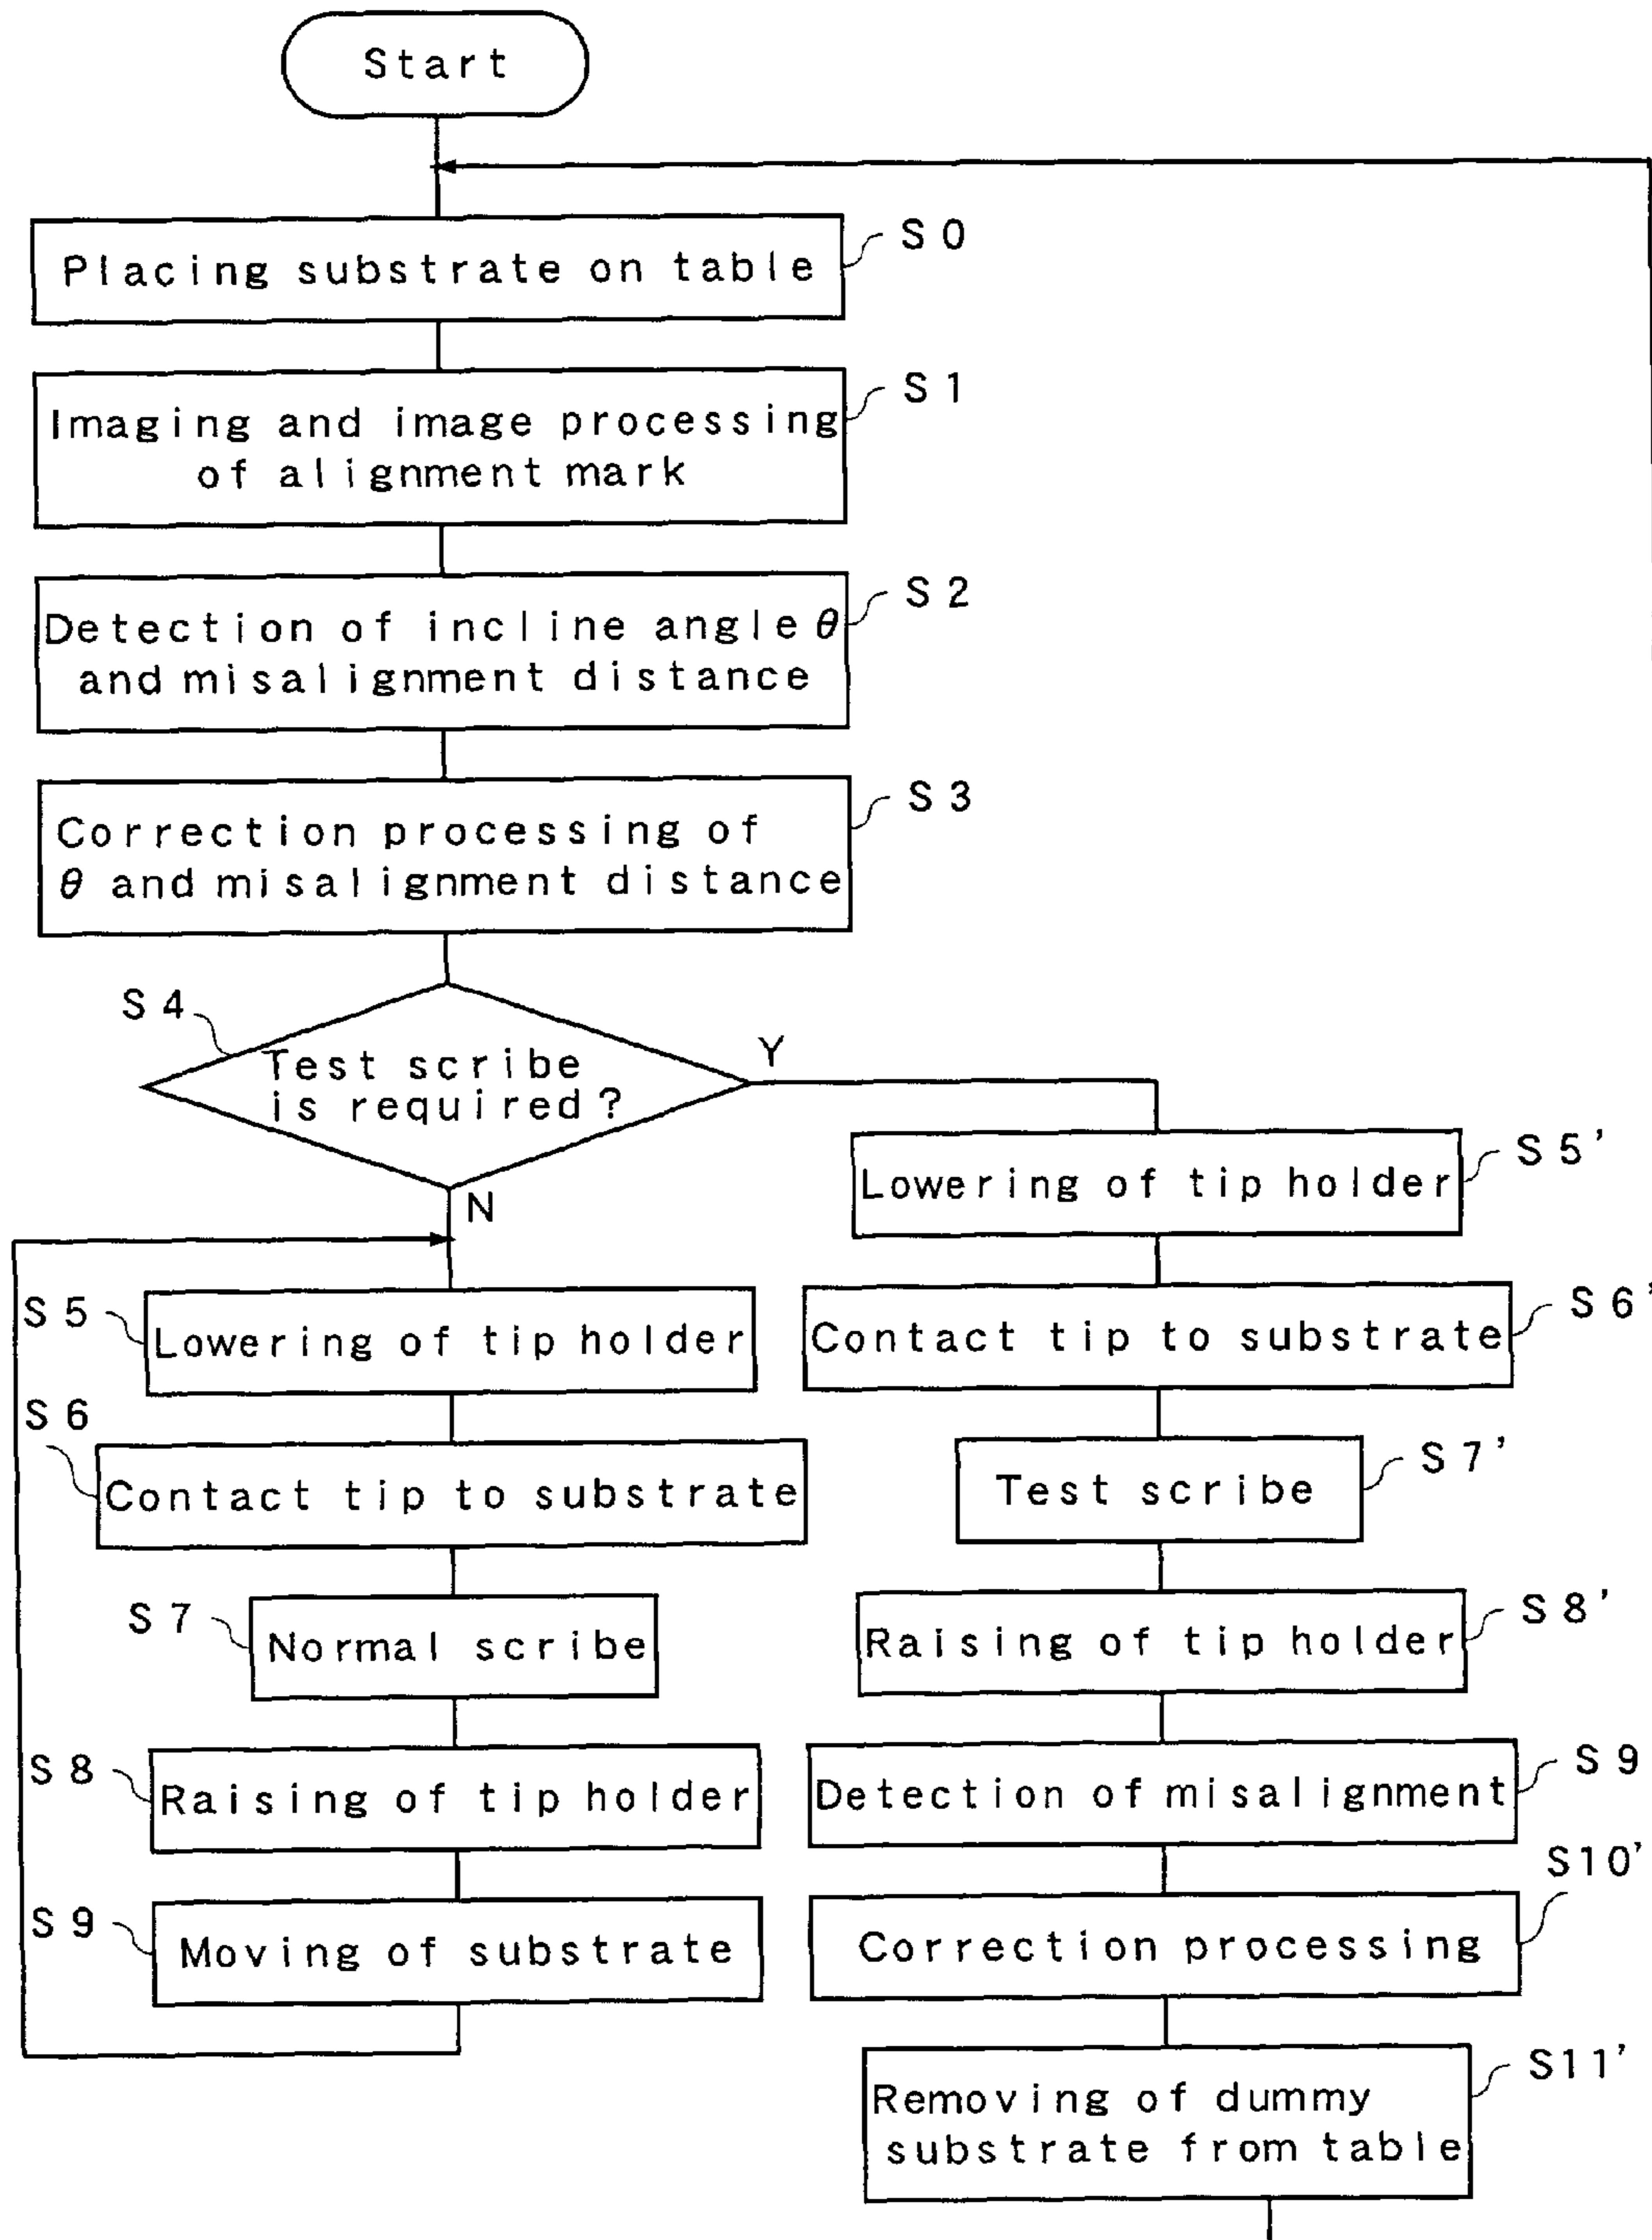 Start
Placing substrate on table
S0
Imaging and image processing
of alignment mark
S1
Detection of incline angle θ
and misalignment distance
S2
Correction processing of
θ and misalignment distance
S3
S4
Test scribe
is required?
Y
N
S5
Lowering of tip holder
S6
Contact tip to substrate
S7
Normal scribe
S8
Raising of tip holder
S9
Moving of substrate
Lowering of tip holder
S5'
Contact tip to substrate
S6'
Test scribe
S7'
Raising of tip holder
S8'
Detection of misalignment
S9
Correction processing
S10'
Removing of dummy
substrate from table
S11'